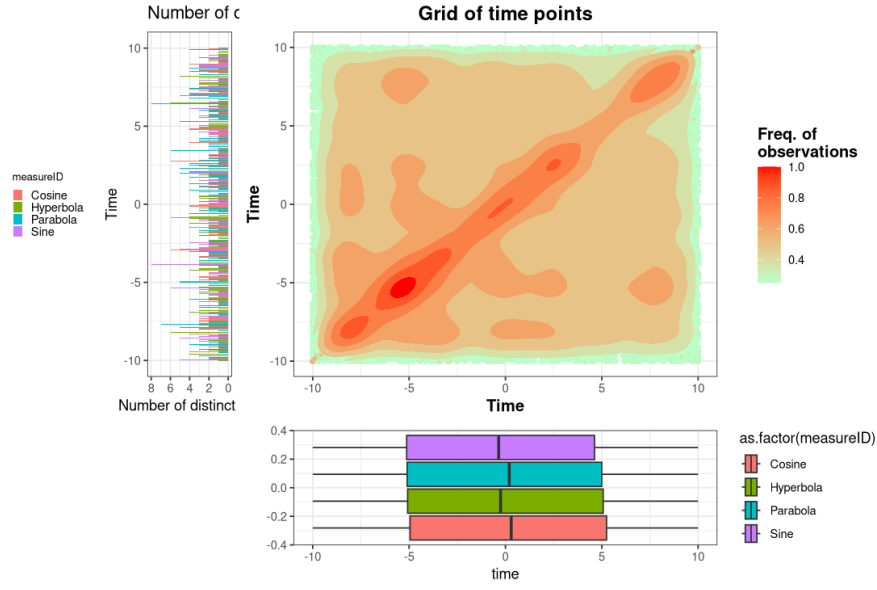 Number of
Grid of time points
10
5
0
-5
-10
Time
8 6 4 2 0
Number of distinct
measureID
Cosine
Hyperbola
Parabola
Sine
10
5
0
-5
-10
Time
-10 -5 0 5 10
Time
Freq. of
observations
1.0
0.8
0.6
0.4
0.4
0.2
0.0
-0.2
-0.4
-10 -5 0 5 10
time
as.factor(measureID)
Cosine
Hyperbola
Parabola
Sine